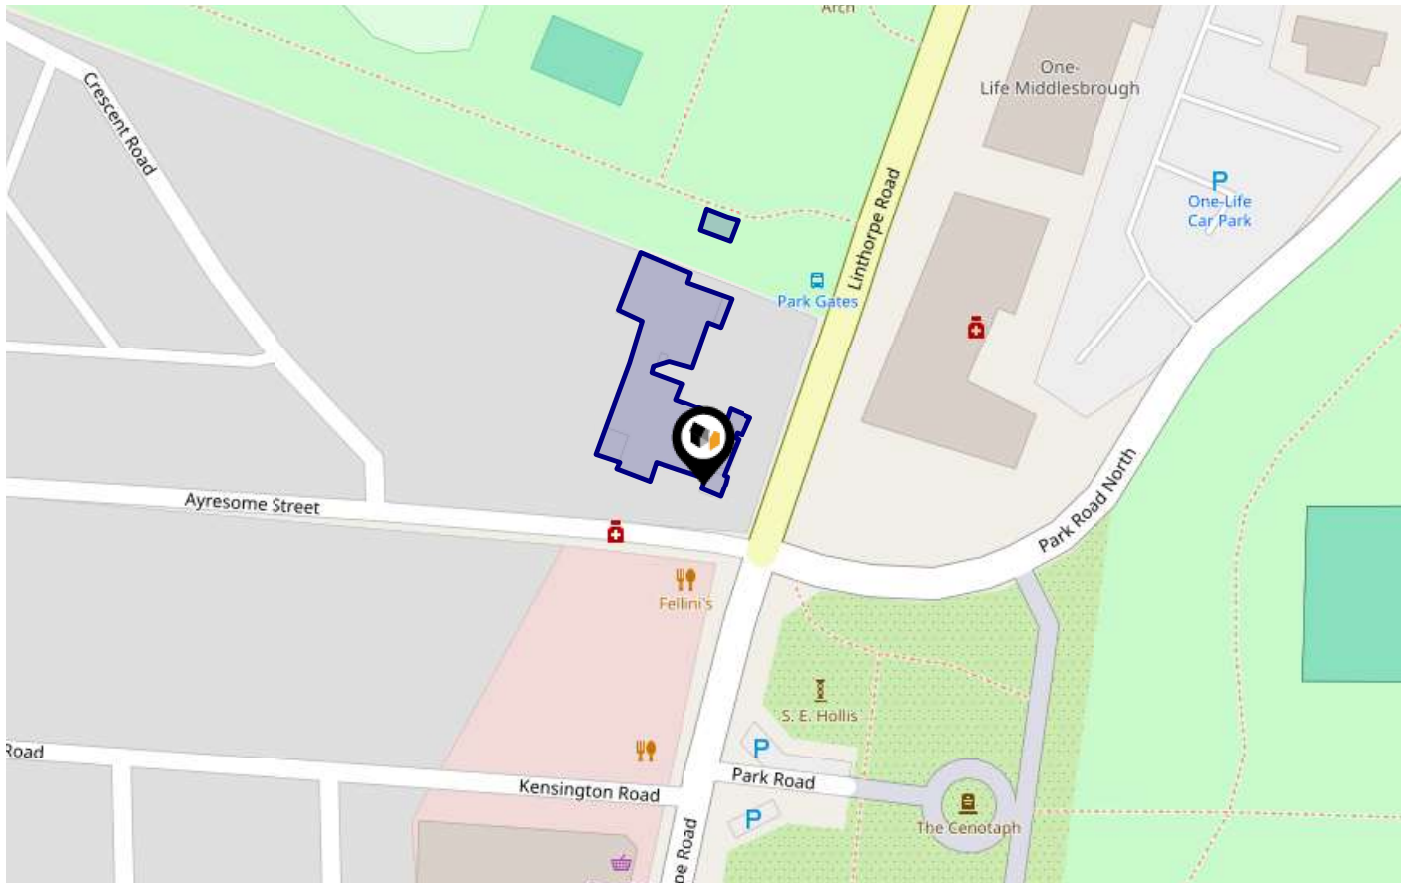 Arch
One-
Life Middlesbrough
Crescent Road
P
One-Life
Car Park
Linthorpe Road
Park Gates
Ayresome Street
Park Road North
Fellini's
S. E. Hollis
P
Road
Park Road
Kensington Road
P
The Cenotaph
pe Road